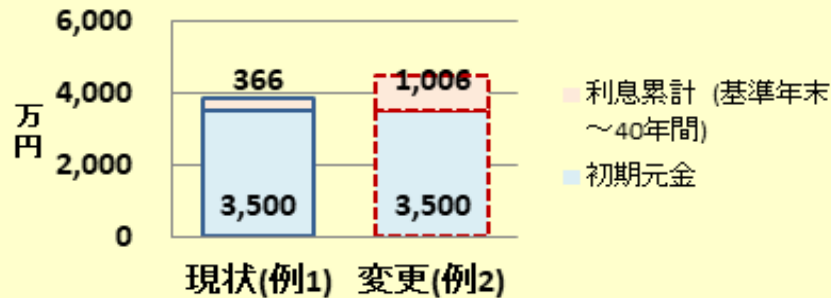 6,000
4,000
2,000
0
万円
366
3,500
1,006
3,500
現状(例1)
変更(例2)
利息累計 (基準年末
～40年間)
初期元金